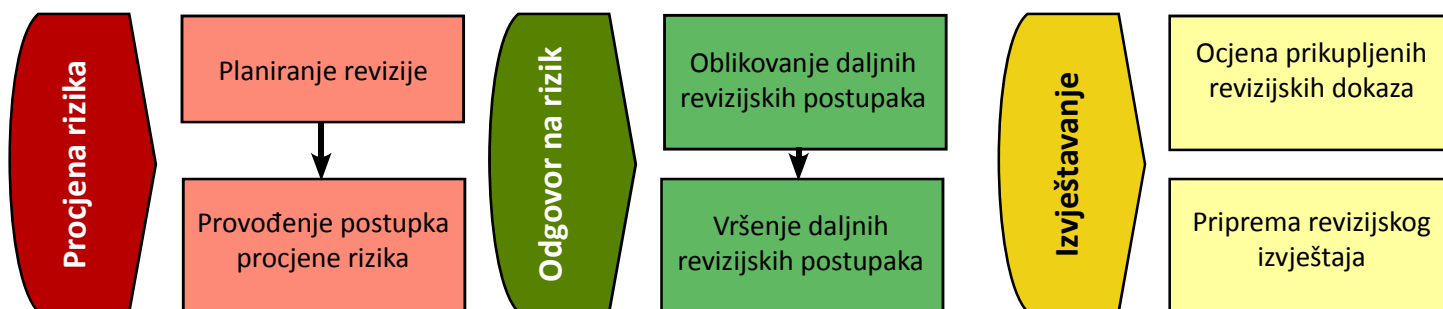 Procjena rizika
Planiranje revizije
Provođenje postupka
procjene rizika
Odgovor na rizik
Oblikovanje daljnih
revizijskih postupaka
Vršenje daljnih
revizijskih postupaka
Izvještavanje
Ocjena prikupljenih
revizijskih dokaza
Priprema revizijskog
izvještaja